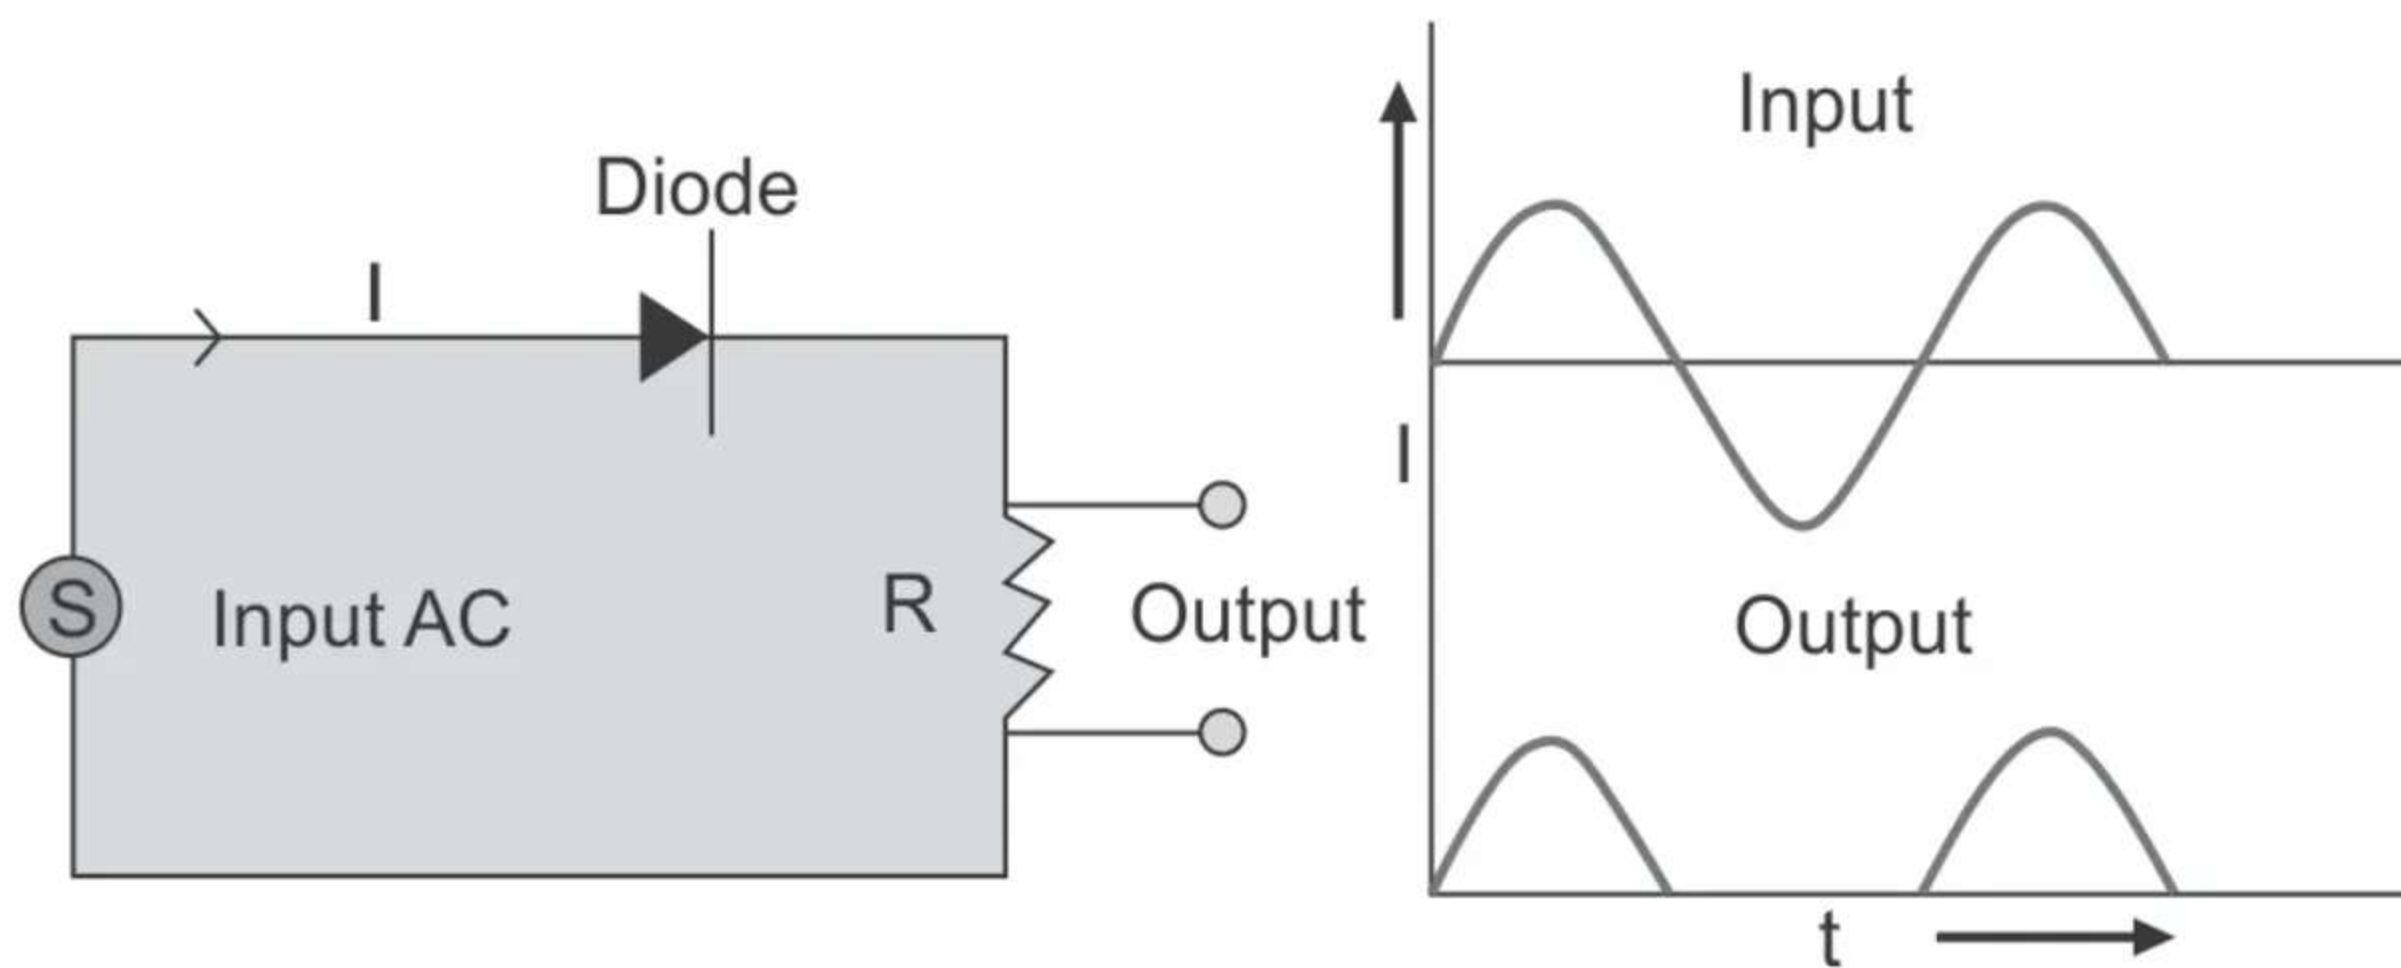 Diode
I
S
Input AC
R
Output
Input
I
Output
t